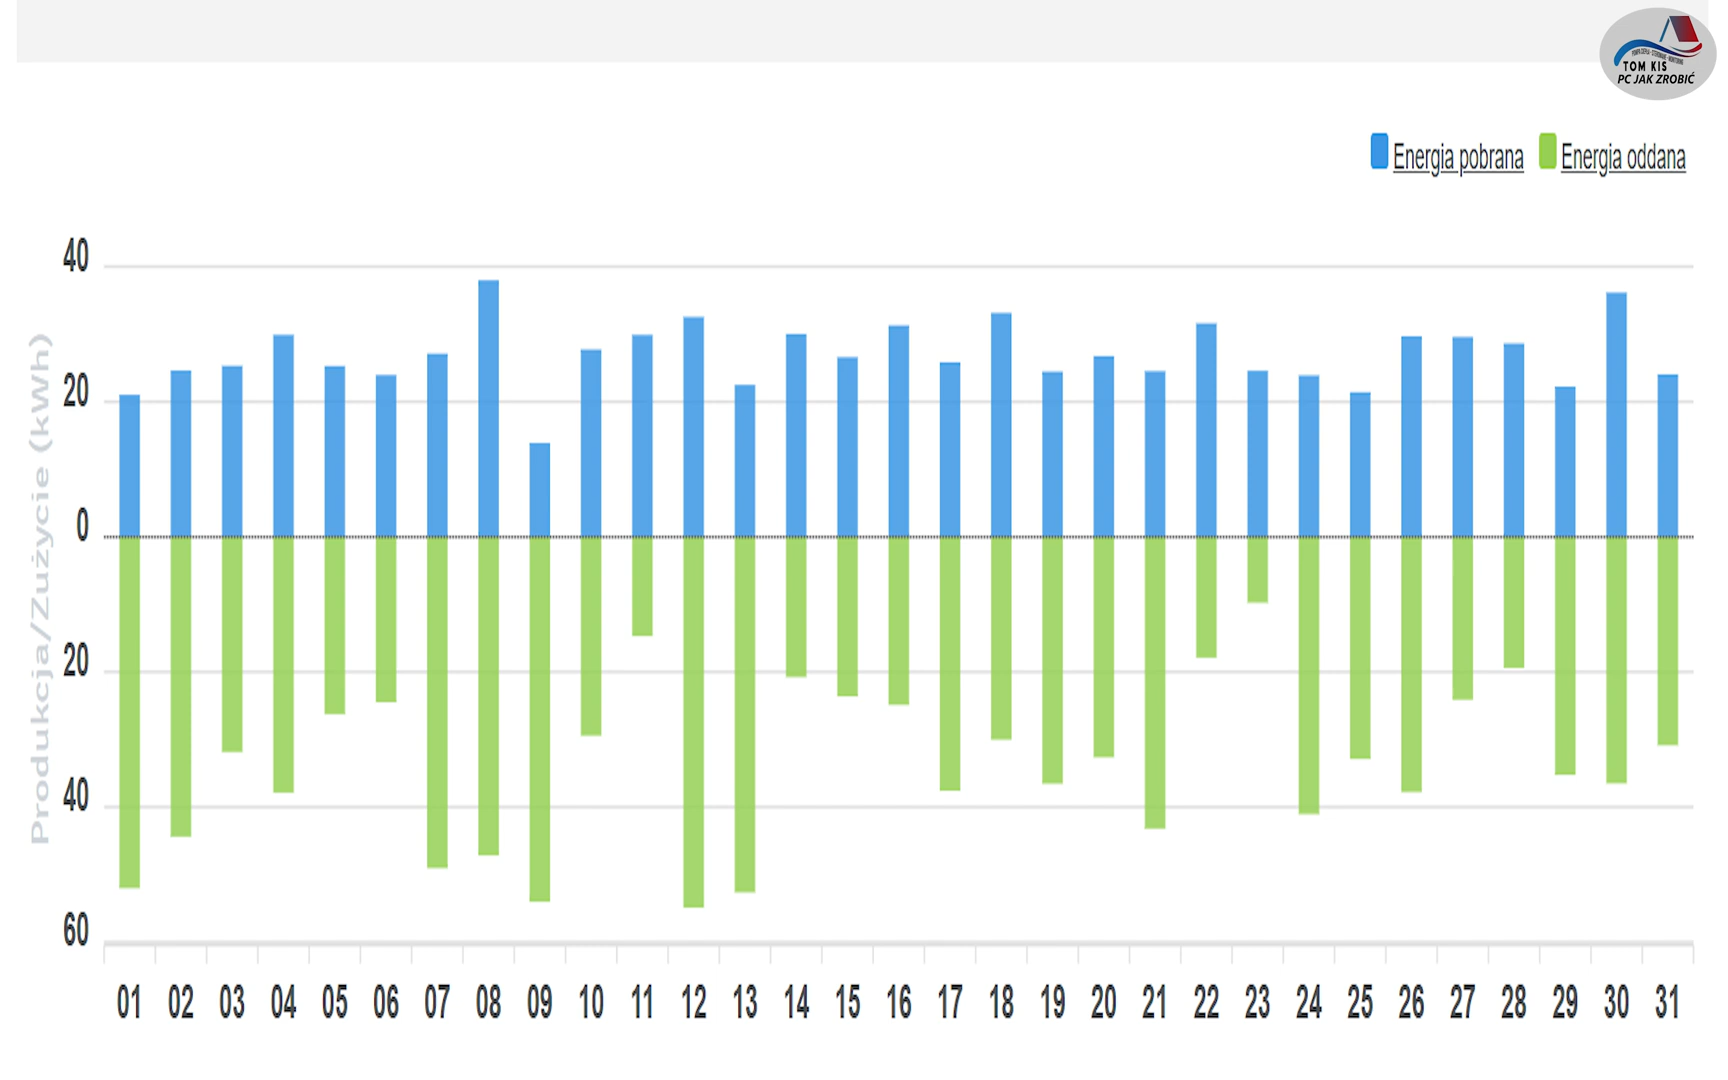 TOM KIS
PC JAK ZROBIĆ
Energia pobrana Energia oddana
Produkcja/Zużycie (kWh)
40
20
0
20
40
60
01 02 03 04 05 06 07 08 09 10 11 12 13 14 15 16 17 18 19 20 21 22 23 24 25 26 27 28 29 30 31